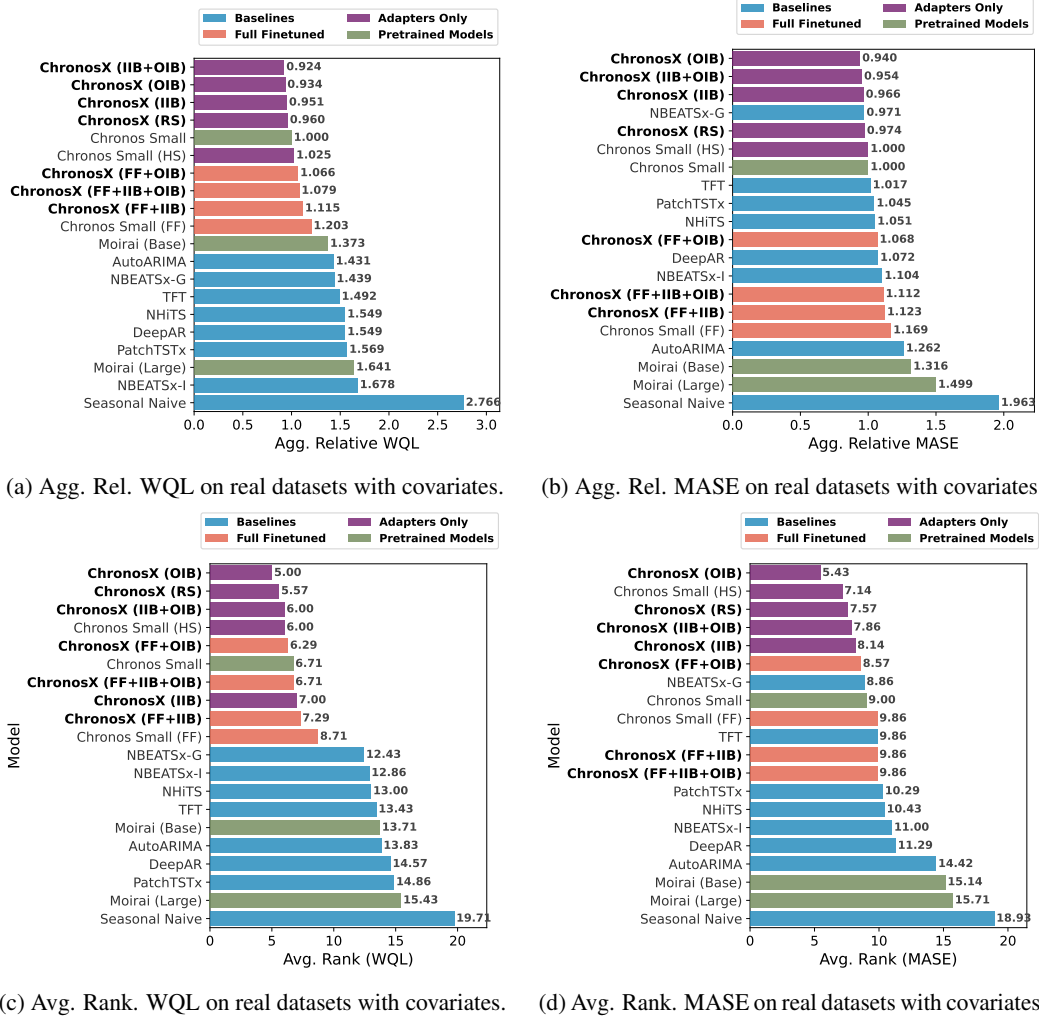 Baselines
Full Finetuned
Adapters Only
Pretrained Models
ChronosX (IIB+OIB) 0.924
ChronosX (OIB) 0.934
ChronosX (IIB) 0.951
ChronosX (RS) 0.960
Chronos Small 1.000
Chronos Small (HS) 1.025
ChronosX (FF+OIB) 1.066
ChronosX (FF+IIB+OIB) 1.079
ChronosX (FF+IIB) 1.115
Chronos Small (FF) 1.203
Moirai (Base) 1.373
AutoARIMA 1.431
NBEATSx-G 1.439
TFT 1.492
NHiTS 1.549
DeepAR 1.549
PatchTSTx 1.569
Moirai (Large) 1.641
NBEATSx-I 1.678
Seasonal Naive 2.766
0.0 0.5 1.0 1.5 2.0 2.5 3.0
Agg. Relative WQL
(a) Agg. Rel. WQL on real datasets with covariates.
Baselines
Full Finetuned
Adapters Only
Pretrained Models
ChronosX (OIB) 0.940
ChronosX (IIB+OIB) 0.954
ChronosX (IIB) 0.966
NBEATSx-G 0.971
ChronosX (RS) 0.974
Chronos Small (HS) 1.000
Chronos Small 1.000
TFT 1.017
PatchTSTx 1.045
NHiTS 1.051
ChronosX (FF+OIB) 1.068
DeepAR 1.072
NBEATSx-I 1.104
ChronosX (FF+IIB+OIB) 1.112
ChronosX (FF+IIB) 1.123
Chronos Small (FF) 1.169
AutoARIMA 1.262
Moirai (Base) 1.316
Moirai (Large) 1.499
Seasonal Naive 1.963
0.0 0.5 1.0 1.5 2.0
Agg. Relative MASE
(b) Agg. Rel. MASE on real datasets with covariates
Baselines
Full Finetuned
Adapters Only
Pretrained Models
Model
ChronosX (OIB) 5.00
ChronosX (RS) 5.57
ChronosX (IIB+OIB) 6.00
Chronos Small (HS) 6.00
ChronosX (FF+OIB) 6.29
Chronos Small 6.71
ChronosX (FF+IIB+OIB) 6.71
ChronosX (IIB) 7.00
ChronosX (FF+IIB) 7.29
Chronos Small (FF) 8.71
NBEATSx-G 12.43
NBEATSx-I 12.86
NHiTS 13.00
TFT 13.43
Moirai (Base) 13.71
AutoARIMA 13.83
DeepAR 14.57
PatchTSTx 14.86
Moirai (Large) 15.43
Seasonal Naive 19.71
0 5 10 15 20
Avg. Rank (WQL)
(c) Avg. Rank. WQL on real datasets with covariates.
Baselines
Full Finetuned
Adapters Only
Pretrained Models
Model
ChronosX (OIB) 5.43
Chronos Small (HS) 7.14
ChronosX (RS) 7.57
ChronosX (IIB+OIB) 7.86
ChronosX (IIB) 8.14
ChronosX (FF+OIB) 8.57
NBEATSx-G 8.86
Chronos Small 9.00
Chronos Small (FF) 9.86
TFT 9.86
ChronosX (FF+IIB) 9.86
ChronosX (FF+IIB+OIB) 9.86
PatchTSTx 10.29
NHiTS 10.43
NBEATSx-I 11.00
DeepAR 11.29
AutoARIMA 14.42
Moirai (Base) 15.14
Moirai (Large) 15.71
Seasonal Naive 18.93
0 5 10 15 20
Avg. Rank (MASE)
(d) Avg. Rank. MASE on real datasets with covariates